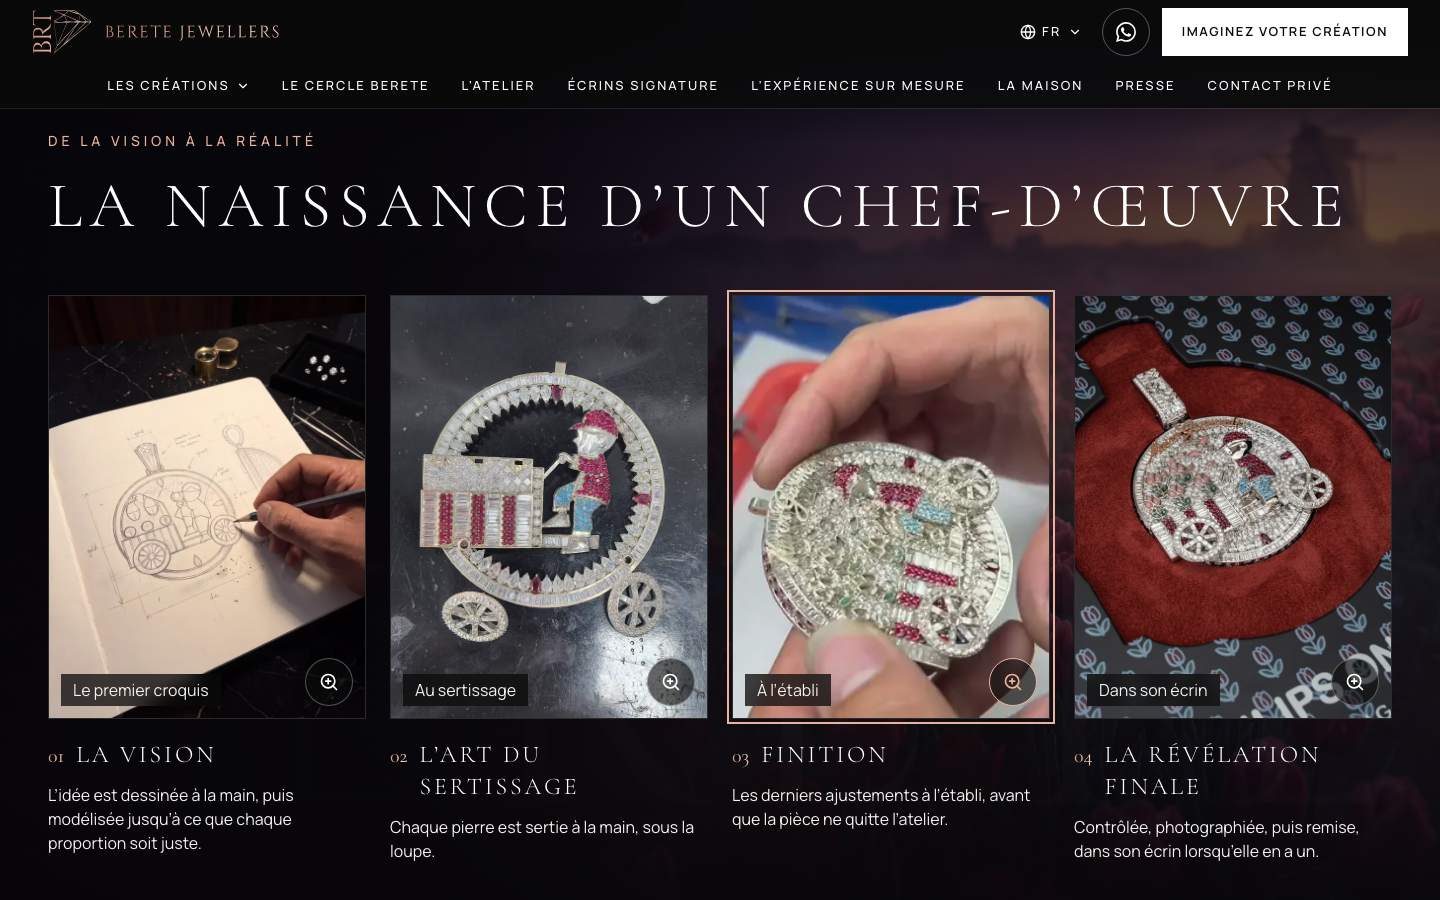 BRT
BERETE JEWELLERS
FR
IMAGINEZ VOTRE CRÉATION
LES CRÉATIONS
LE CERCLE BERETE
L'ATELIER
ÉCRINS SIGNATURE
L'EXPÉRIENCE SUR MESURE
LA MAISON
PRESSE
CONTACT PRIVÉ
DE LA VISION À LA RÉALITÉ
LA NAISSANCE D’UN CHEF-D’ŒUVRE
Le premier croquis
Au sertissage
À l'établi
Dans son écrin
01 LA VISION
L’idée est dessinée à la main, puis
modélisée jusqu’à ce que chaque
proportion soit juste.
02 L’ART DU
SERTISSAGE
Chaque pierre est sertie à la main, sous la
loupe.
03 FINITION
Les derniers ajustements à l’établi, avant
que la pièce ne quitte l’atelier.
04 LA RÉVÉLATION
FINALE
Contrôlée, photographiée, puis remise,
dans son écrin lorsqu’elle en a un.